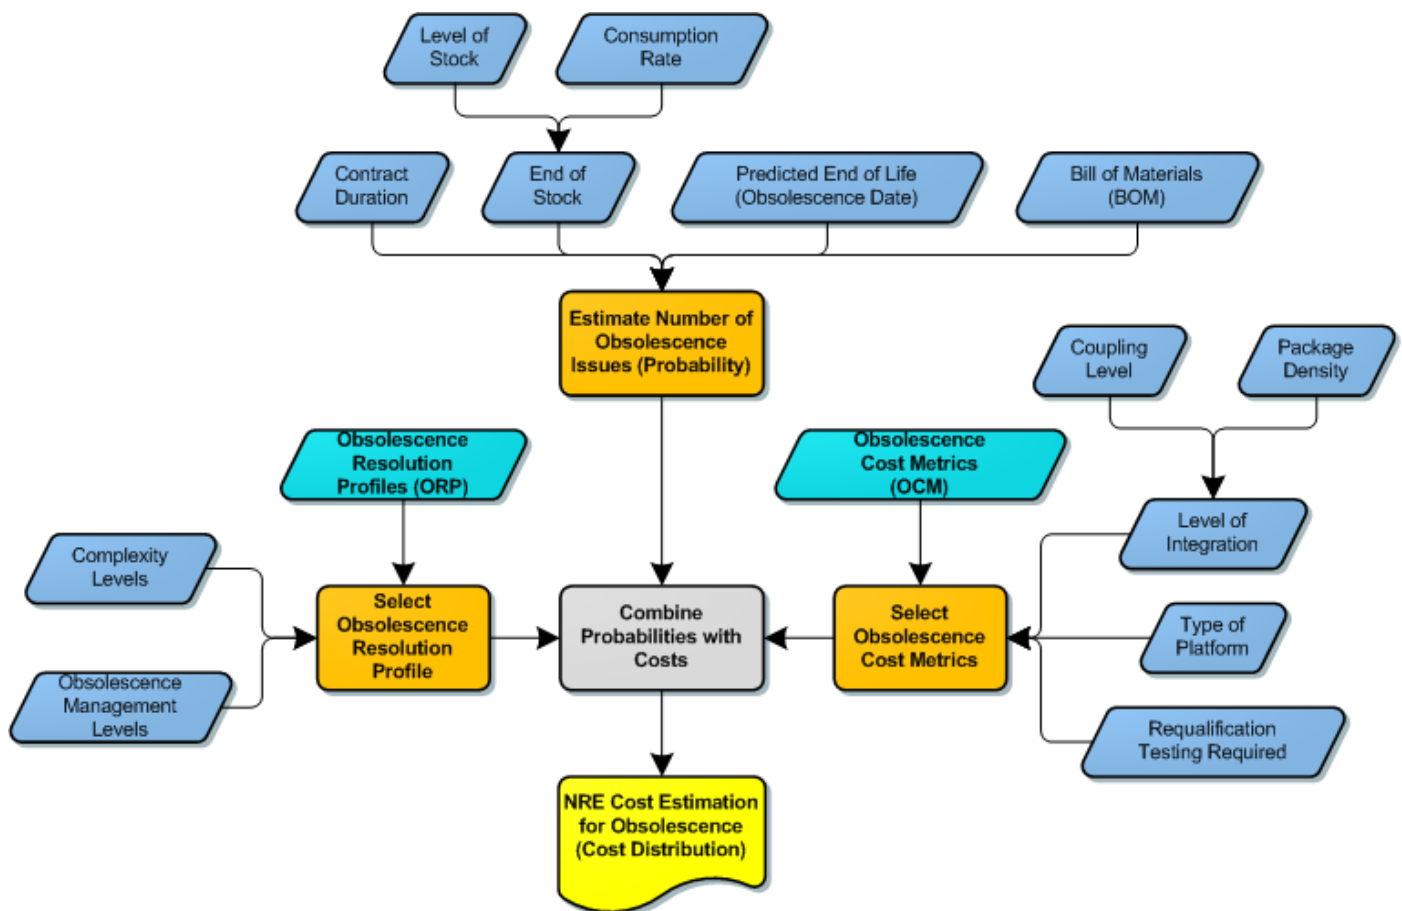 Level of
Stock
Consumption
Rate
Contract
Duration
End of
Stock
Predicted End of Life
(Obsolescence Date)
Bill of Materials
(BOM)
Estimate Number of
Obsolescence
Issues (Probability)
Coupling
Level
Package
Density
Obsolescence
Resolution
Profiles (ORP)
Obsolescence
Cost Metrics
(OCM)
Level of
Integration
Complexity
Levels
Select
Obsolescence
Resolution
Profile
Combine
Probabilities with
Costs
Select
Obsolescence
Cost Metrics
Type of
Platform
Obsolescence
Management
Levels
Requalification
Testing Required
NRE Cost Estimation
for Obsolescence
(Cost Distribution)